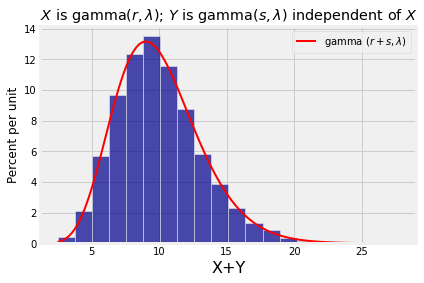 X is gamma(r, λ); Y is gamma(s, λ) independent of X
14
12
10
8
6
4
2
0
Percent per unit
gamma (r + s, λ)
5 10 15 20 25
X+Y